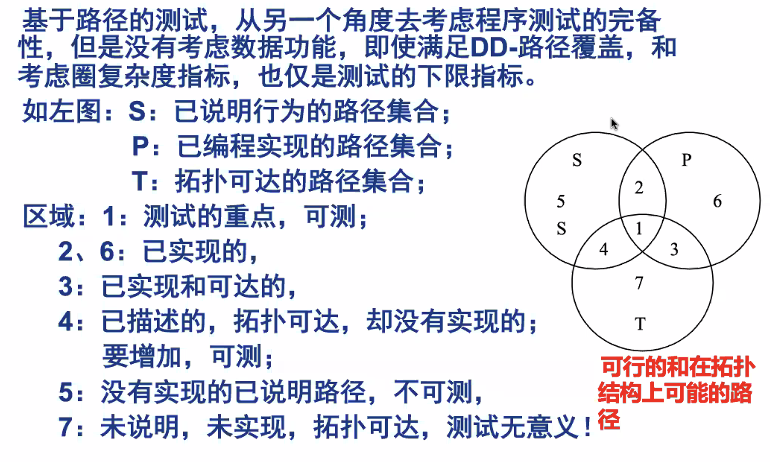 基于路径的测试，从另一个角度去考虑程序测试的完备
性，但是没有考虑数据功能，即使满足DD-路径覆盖，和
考虑圈复杂度指标，也仅是测试的下限指标。
如左图：S：已说明行为的路径集合；
P：已编程实现的路径集合；
T：拓扑可达的路径集合；
区域：1：测试的重点，可测；
2、6：已实现的，
3：已实现和可达的，
4：已描述的，拓扑可达，却没有实现的；
要增加，可测；
5：没有实现的已说明路径，不可测，
7：未说明，未实现，拓扑可达，测试无意义！
S
P
2
5
6
S
1
4
3
7
T
可行的和在拓扑
结构上可能的路
径